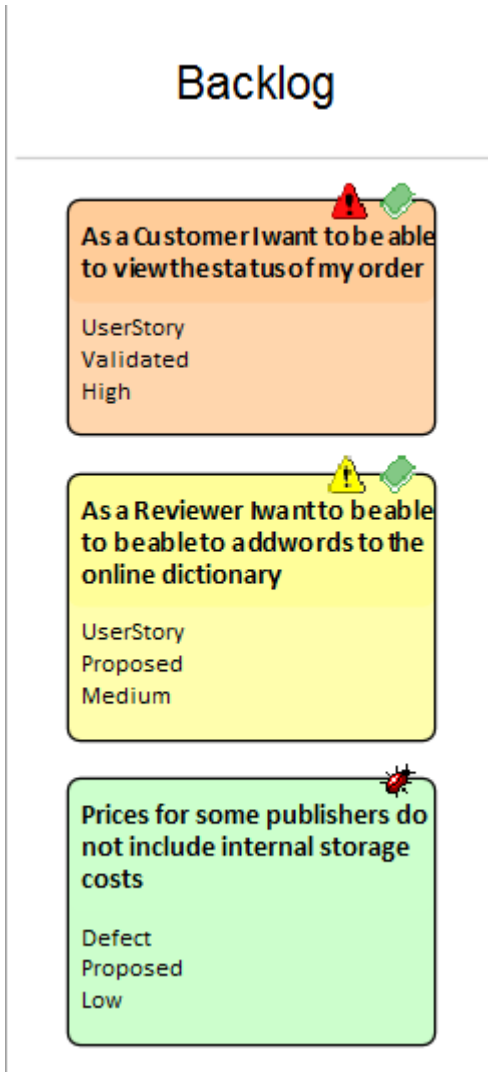 Backlog
As a Customer I want to be able
to view the status of my order
UserStory
Validated
High
As a Reviewer I want to be able
to be able to add words to the
online dictionary
UserStory
Proposed
Medium
Prices for some publishers do
not include internal storage
costs
Defect
Proposed
Low